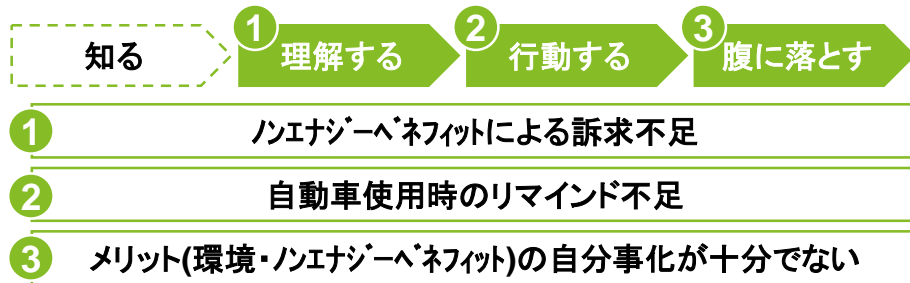 知る
1 理解する
2 行動する
3 腹に落とす
1 ﾉﾝｴﾅｼﾞｰﾍﾞﾈﾌｨｯﾄによる訴求不足
2 自動車使用時のリマインド不足
3 メリット(環境・ﾉﾝｴﾅｼﾞｰﾍﾞﾈﾌｨｯﾄ)の自分事化が十分でない